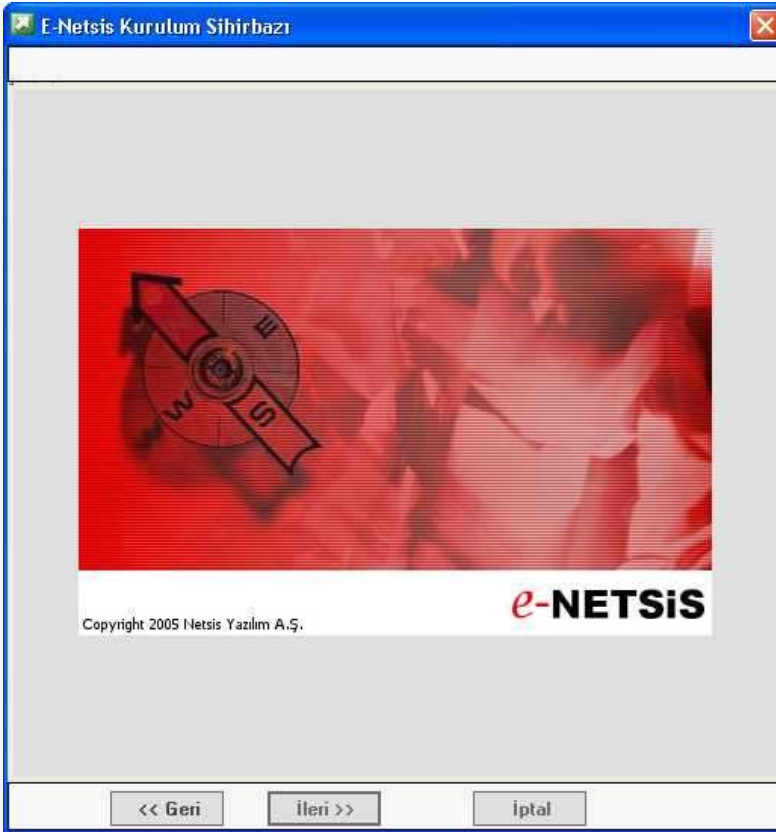 E-Netsis Kurulum Sihirbazı
E
W
S
e-NETSiS
Copyright 2005 Netsis Yazılım A.Ş.
<< Geri
İleri >>
İptal